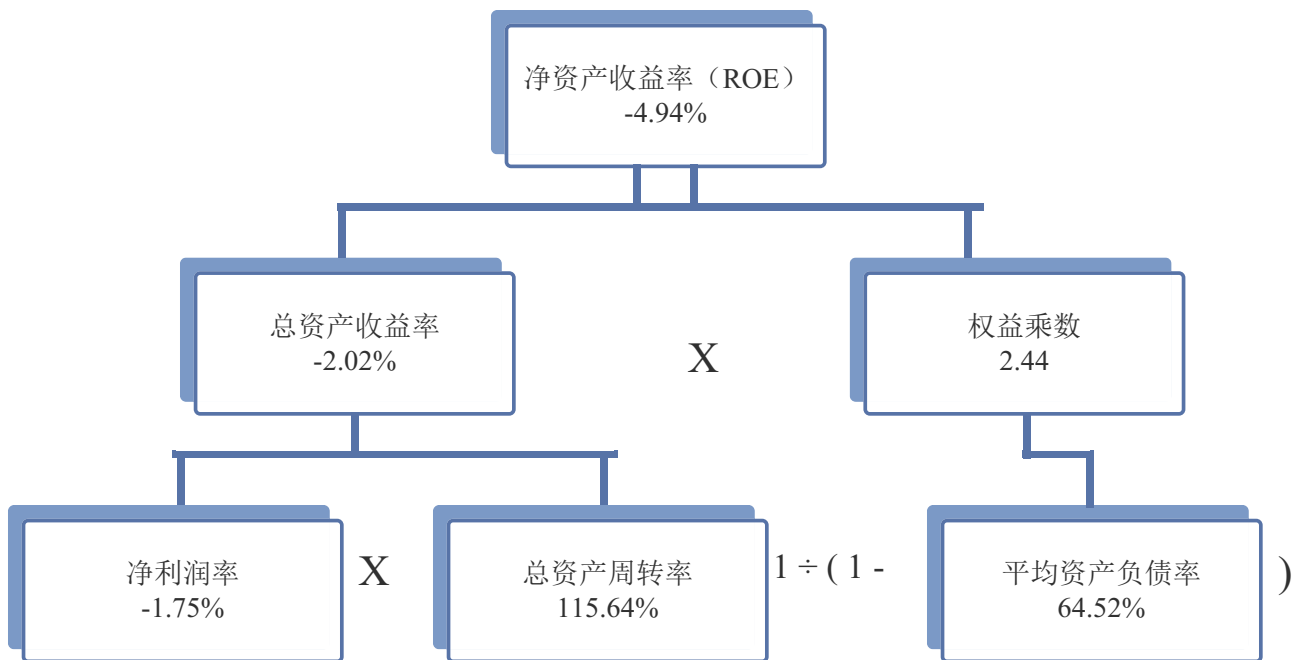 净资产收益率（ROE）
-4.94%
总资产收益率
-2.02%
X
权益乘数
2.44
净利润率
-1.75%
X
总资产周转率
115.64%
1 ÷ ( 1 -
平均资产负债率
64.52%
)